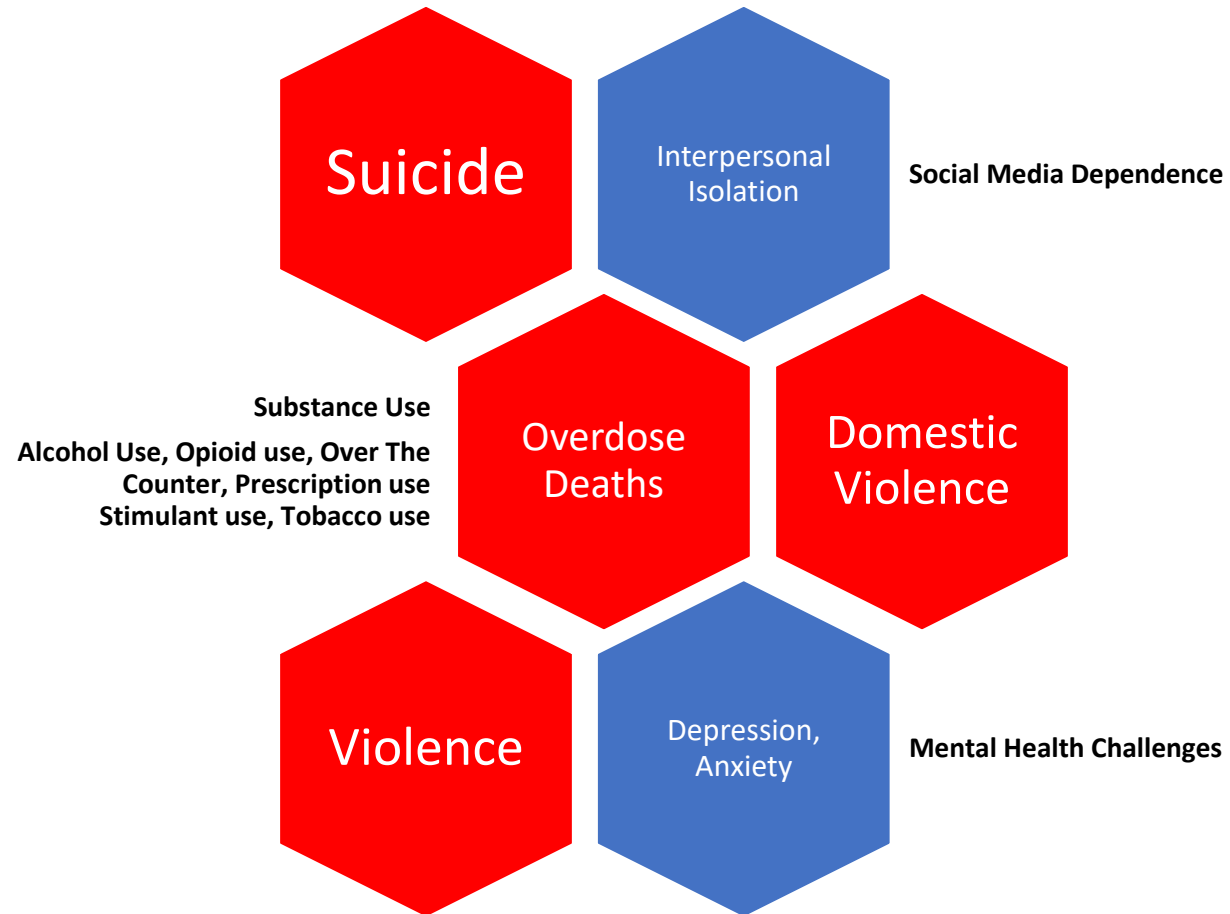 Suicide
Interpersonal
Isolation
Social Media Dependence
Substance Use
Alcohol Use, Opioid use, Over The
Counter, Prescription use
Stimulant use, Tobacco use
Overdose
Deaths
Domestic
Violence
Violence
Depression,
Anxiety
Mental Health Challenges